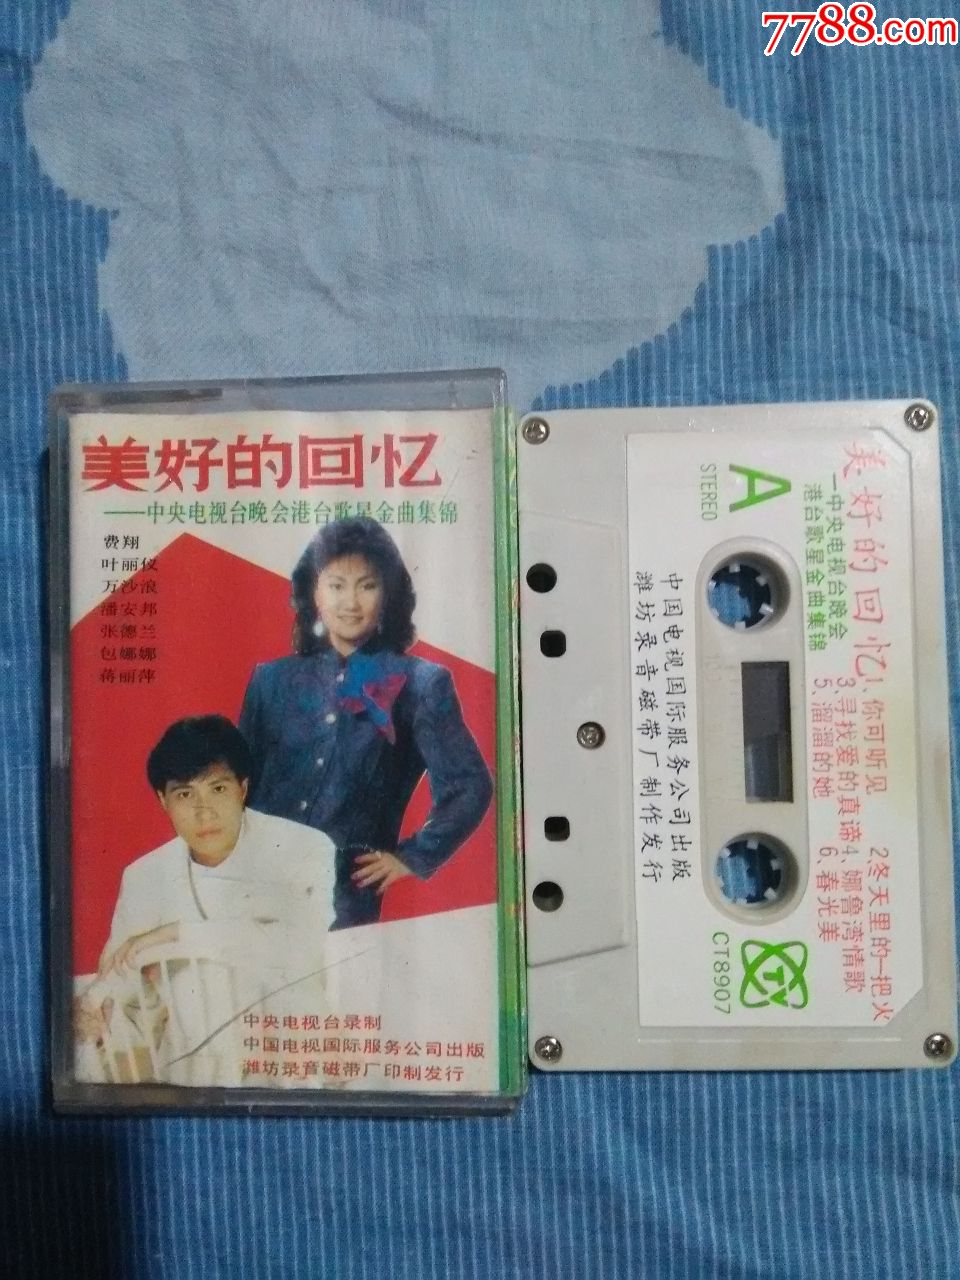 7788.com
美好的回忆
——中央电视台晚会港台歌星金曲集锦
费翔
叶丽仪
万沙浪
潘安邦
张德兰
包娜娜
蒋丽萍
中央电视台录制
中国电视国际服务公司出版
潍坊录音磁带厂印制发行
美好的回忆
—中央电视台晚会
港台歌星金曲集锦
A
STEREO
1、你可听见
2冬天里的一把火
3、寻找爱的真谛
4、娜鲁湾情歌
5、溜溜的她
6、春光美
中国电视国际服务公司出版
潍坊录音磁带厂制作发行
TV
CT8907